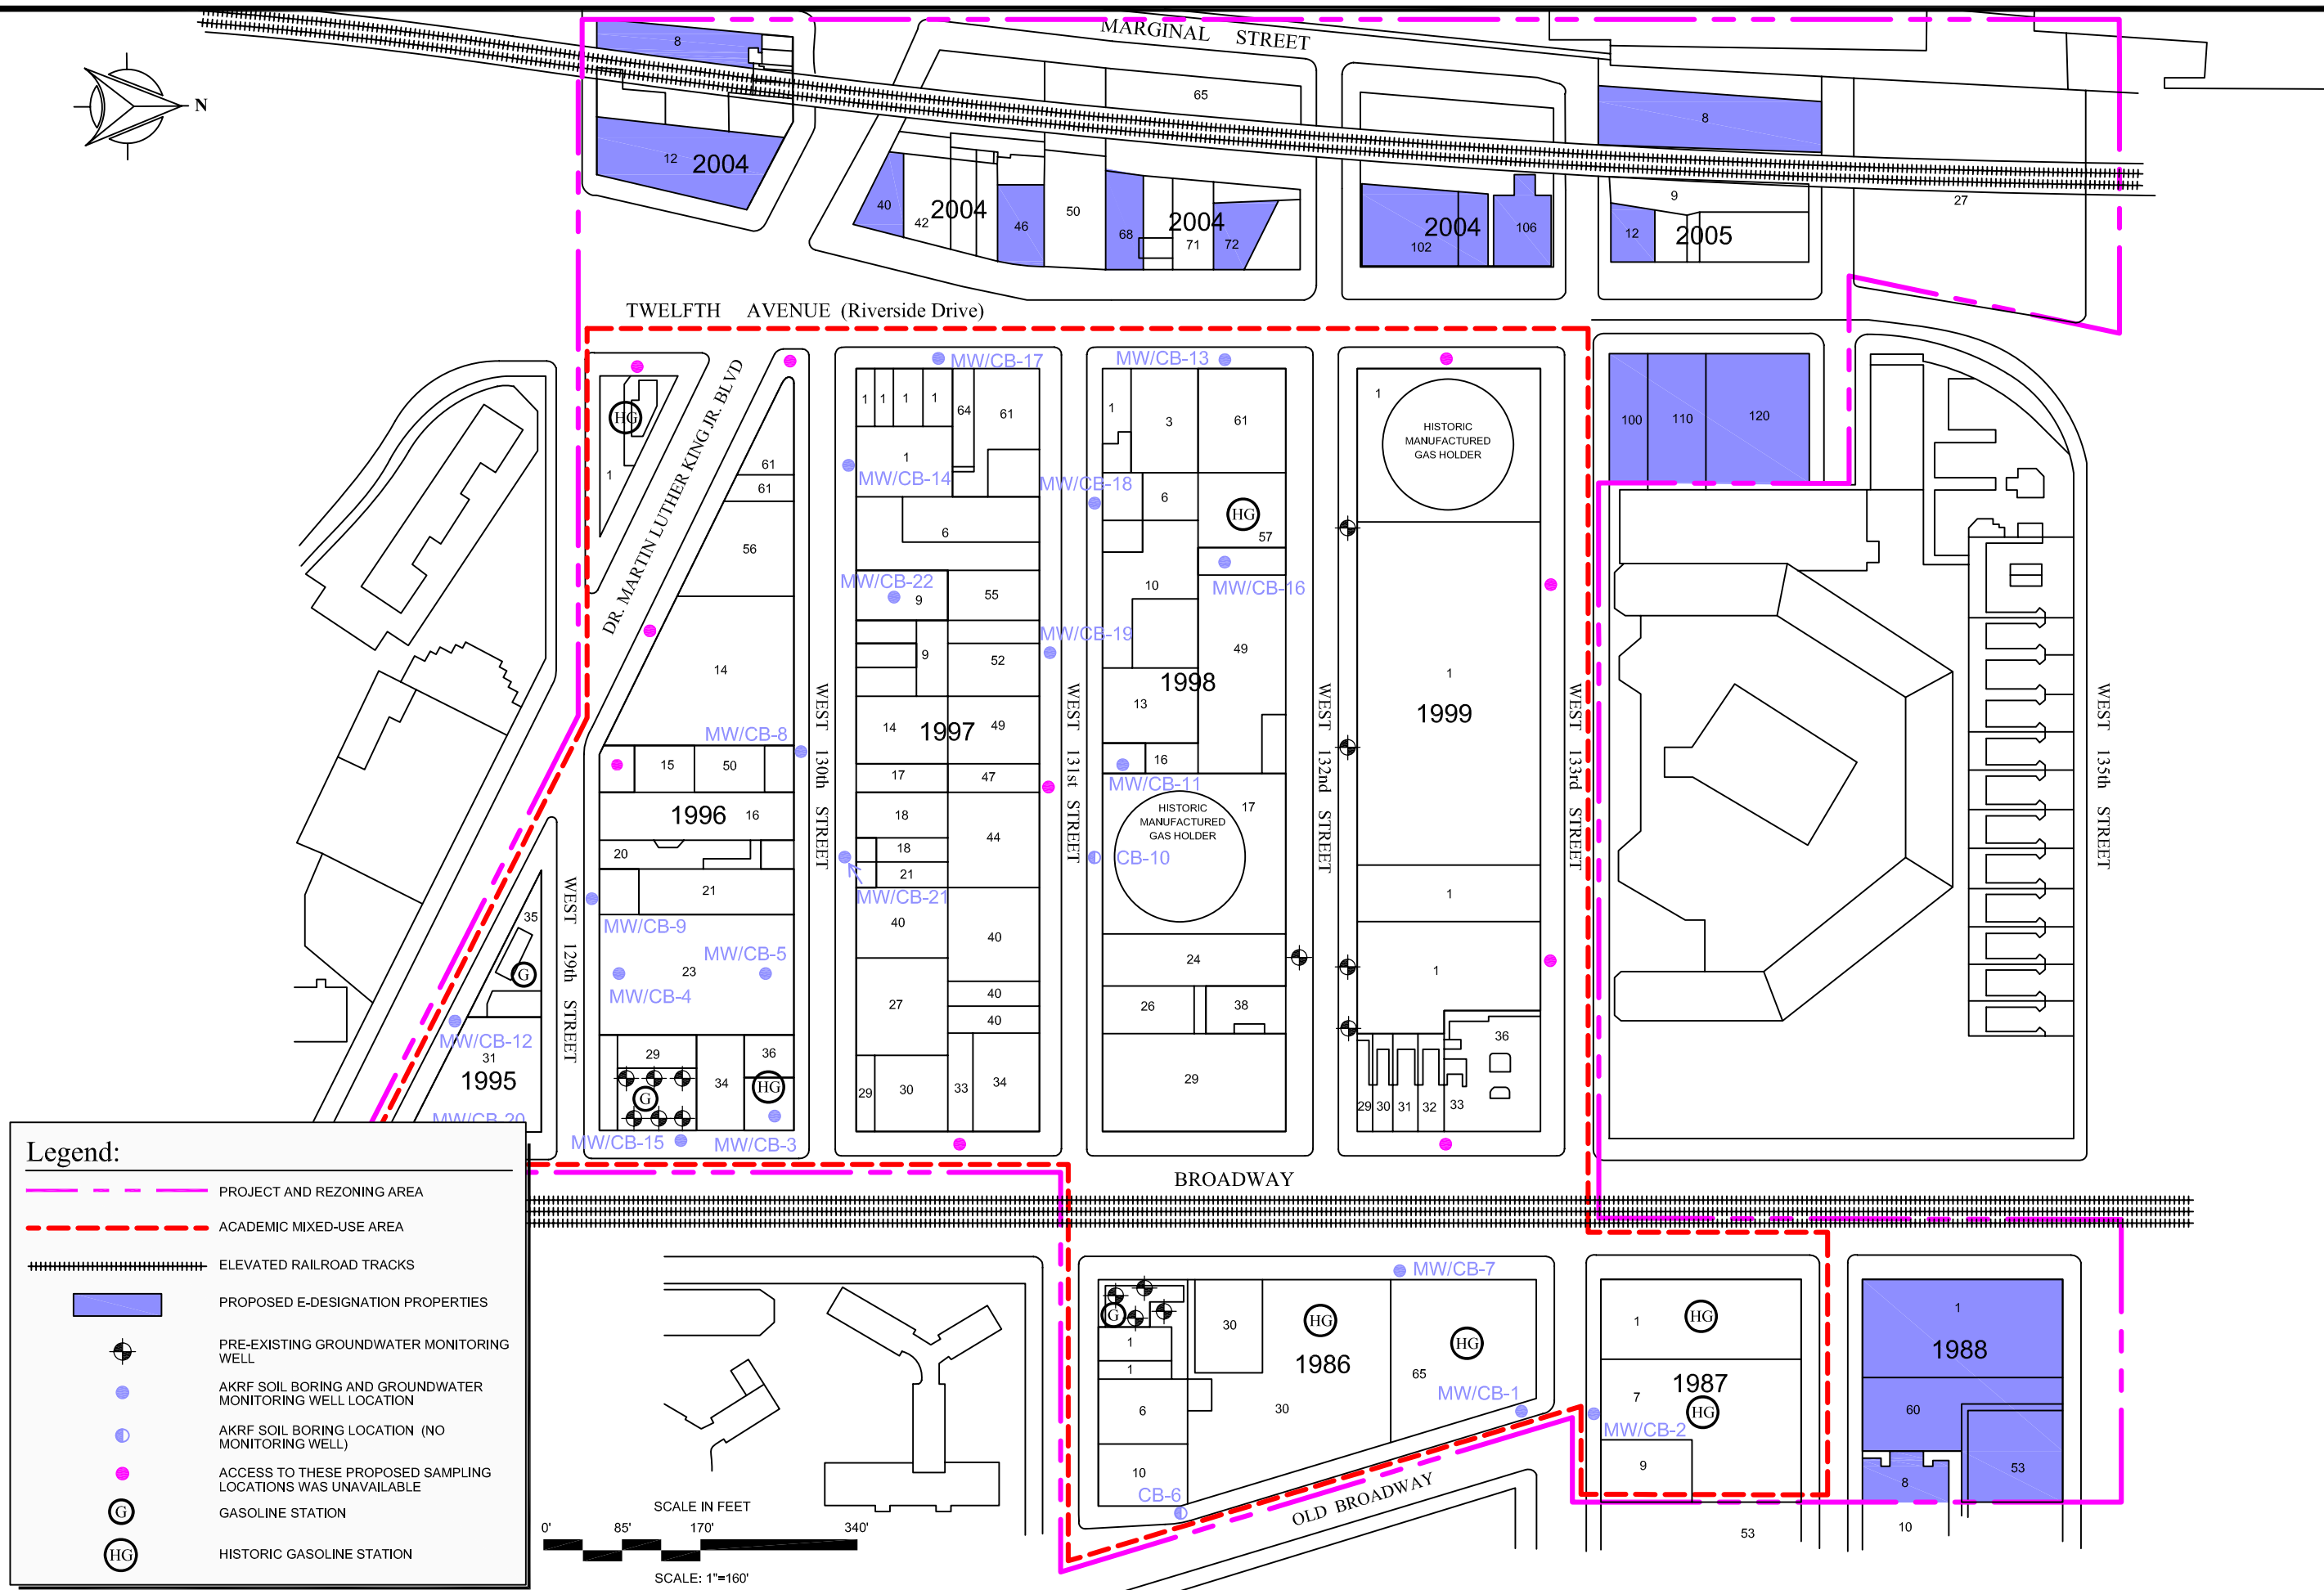 MARGINAL STREET
8
65
N
8
12
2004
9
27
40
42
2004
46
50
68
2004
71
72
102
2004
106
12
2005
TWELFTH AVENUE (Riverside Drive)
MW/CB-17
MW/CB-13
HG
1
DR. MARTIN LUTHER KING JR. BLVD
61
61
56
14
1
1
1
1
64
61
1
MW/CB-14
6
MW/CB-22
9
55
9
52
1
3
61
MW/CB-18
6
HG
57
10
MW/CB-16
MW/CB-19
49
1
HISTORIC
MANUFACTURED
GAS HOLDER
100
110
120
1
WEST 130th STREET
WEST 131st STREET
WEST 132nd STREET
WEST 133rd STREET
WEST 135th STREET
MW/CB-8
15
50
1996
16
20
21
14
1997
49
17
47
18
44
18
21
MW/CB-21
13
1998
16
MW/CB-11
HISTORIC
MANUFACTURED
GAS HOLDER
17
CB-10
1999
1
35
G
WEST 129th STREET
MW/CB-9
MW/CB-5
23
MW/CB-4
40
40
27
40
40
24
26
38
1
MW/CB-12
31
1995
MW/CB-20
29
G
34
36
HG
MW/CB-15
MW/CB-3
29
30
33
34
29
29
30
31
32
33
36
BROADWAY
MW/CB-7
G
1
1
6
10
CB-6
30
HG
1986
30
HG
65
MW/CB-1
OLD BROADWAY
1
HG
1987
7
HG
MW/CB-2
9
53
1
1988
60
8
53
10
Legend:
PROJECT AND REZONING AREA
ACADEMIC MIXED-USE AREA
ELEVATED RAILROAD TRACKS
PROPOSED E-DESIGNATION PROPERTIES
PRE-EXISTING GROUNDWATER MONITORING
WELL
AKRF SOIL BORING AND GROUNDWATER
MONITORING WELL LOCATION
AKRF SOIL BORING LOCATION (NO
MONITORING WELL)
ACCESS TO THESE PROPOSED SAMPLING
LOCATIONS WAS UNAVAILABLE
G
GASOLINE STATION
HG
HISTORIC GASOLINE STATION
SCALE IN FEET
0' 85' 170' 340'
SCALE: 1"=160'